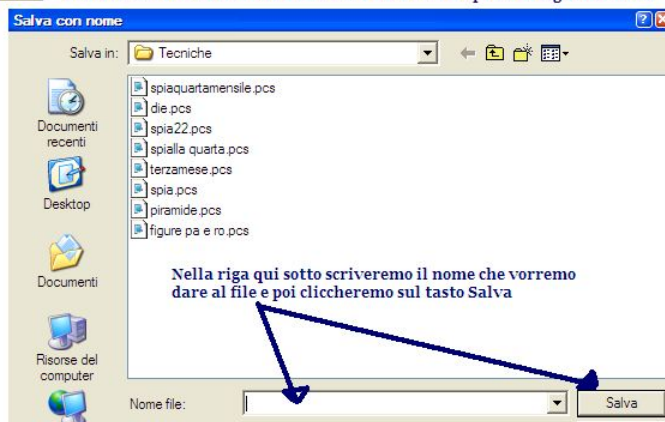 Salva con nome
Salva in:
Tecniche
spiaquartamensile.pcs
die.pcs
spia22.pcs
spialla quarta.pcs
terzamese.pcs
spia.pcs
piramide.pcs
figure pa e ro.pcs
Documenti
recenti
Desktop
Documenti
Risorse del
computer
Nella riga qui sotto scriveremo il nome che vorremo
dare al file e poi cliccheremo sul tasto Salva
Nome file:
Salva